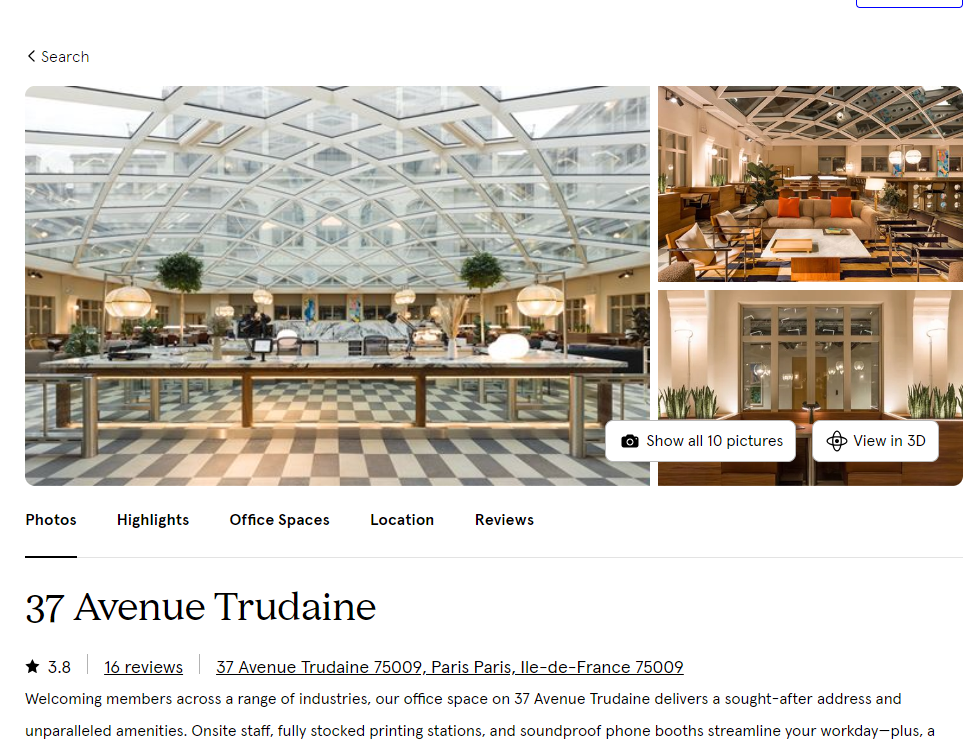 Search
Show all 10 pictures
View in 3D
Photos
Highlights
Office Spaces
Location
Reviews
37 Avenue Trudaine
3.8
16 reviews
37 Avenue Trudaine 75009, Paris Paris, Ile-de-France 75009
Welcoming members across a range of industries, our office space on 37 Avenue Trudaine delivers a sought-after address and
unparalleled amenities. Onsite staff, fully stocked printing stations, and soundproof phone booths streamline your workday—plus, a